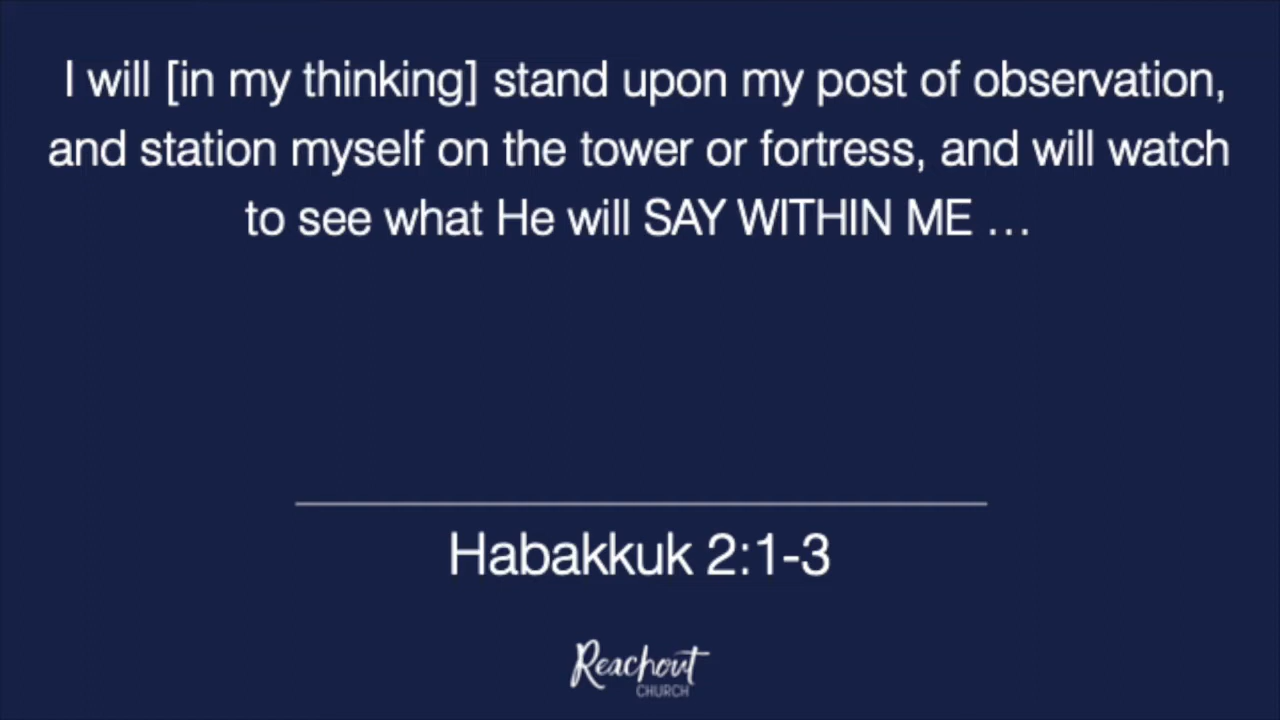 I will [in my thinking] stand upon my post of observation,
and station myself on the tower or fortress, and will watch
to see what He will SAY WITHIN ME …
Habakkuk 2:1-3
Reachout
CHURCH